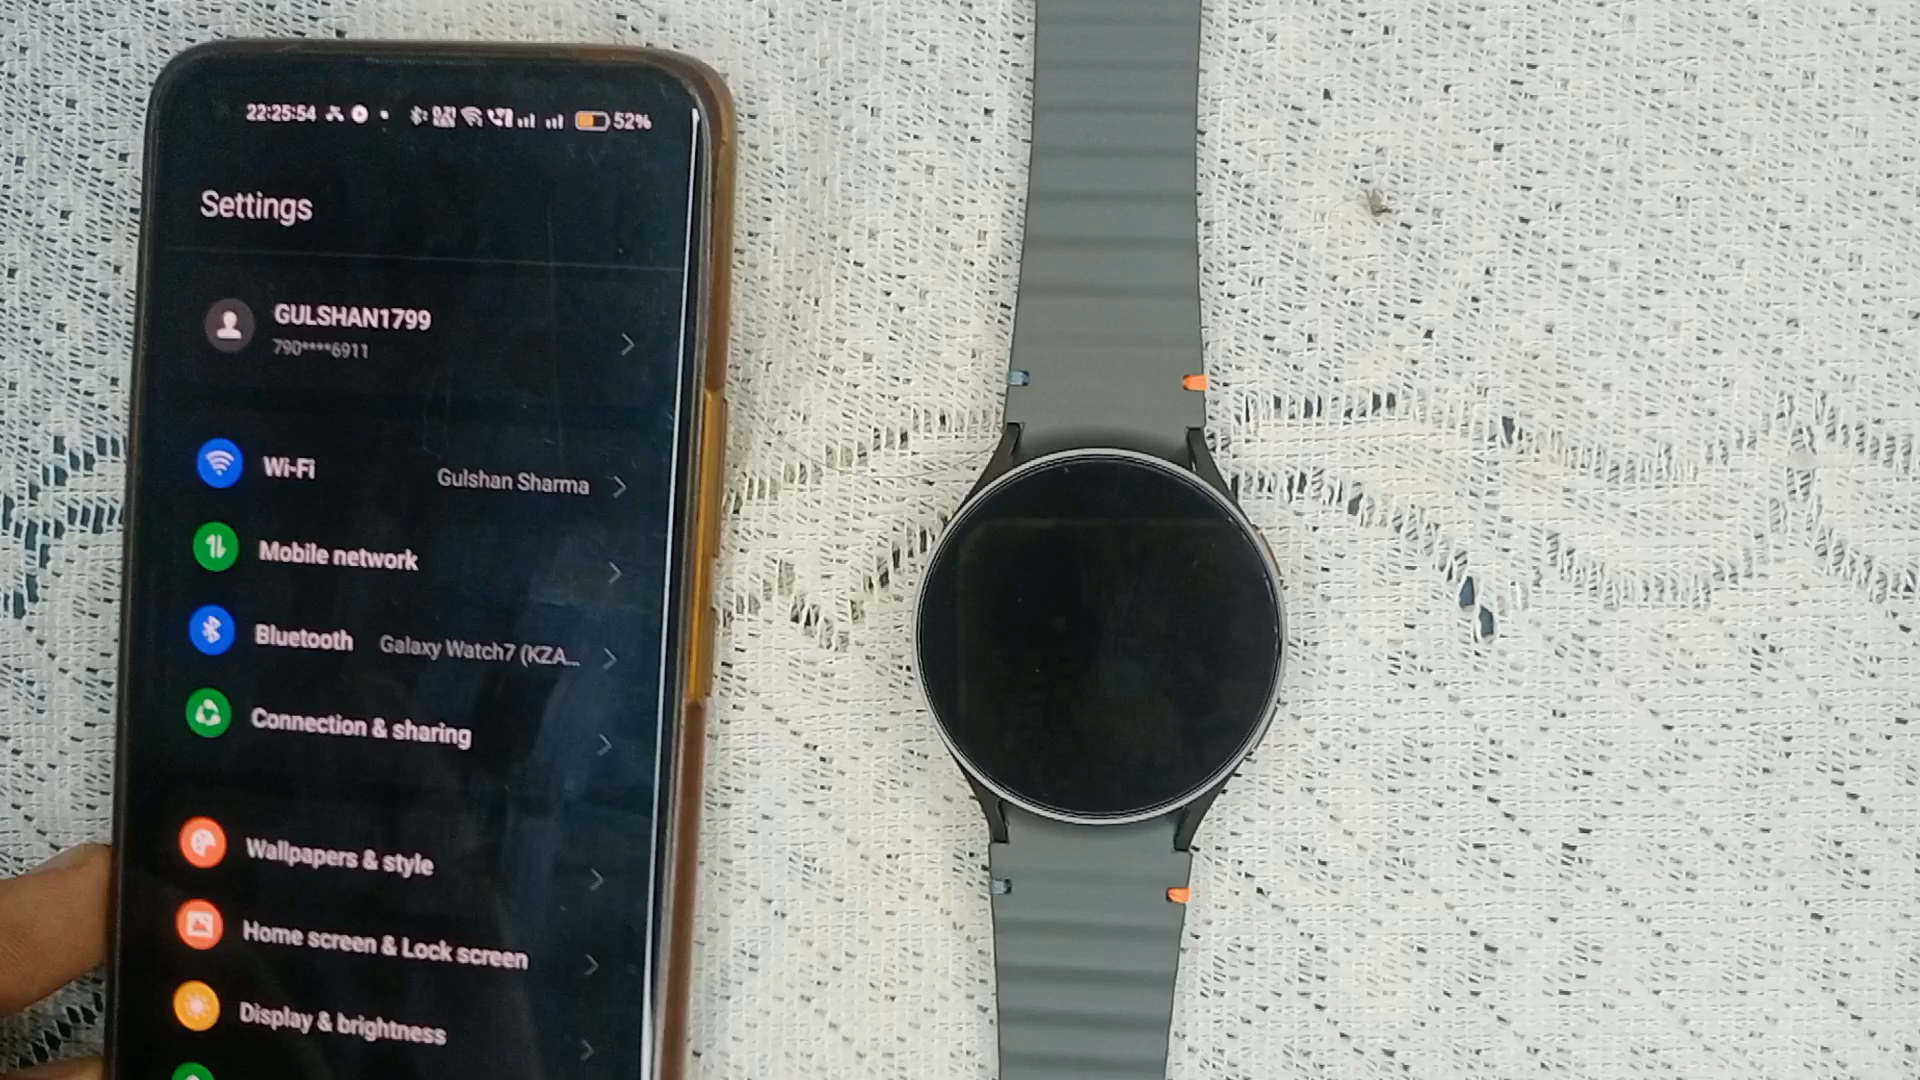 22:25:54 52%
Settings
GULSHAN1799
790****6911
Wi-Fi Gulshan Sharma
Mobile network
Bluetooth Galaxy Watch7 (KZA...
Connection & sharing
Wallpapers & style
Home screen & Lock screen
Display & brightness